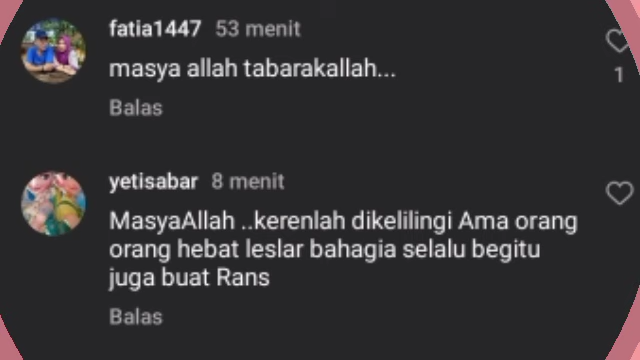 fatia1447 53 menit
masya allah tabarakallah...
1
Balas
yetisabar 8 menit
MasyaAllah ..kerenlah dikelilingi Ama orang
orang hebat leslar bahagia selalu begitu
juga buat Rans
Balas